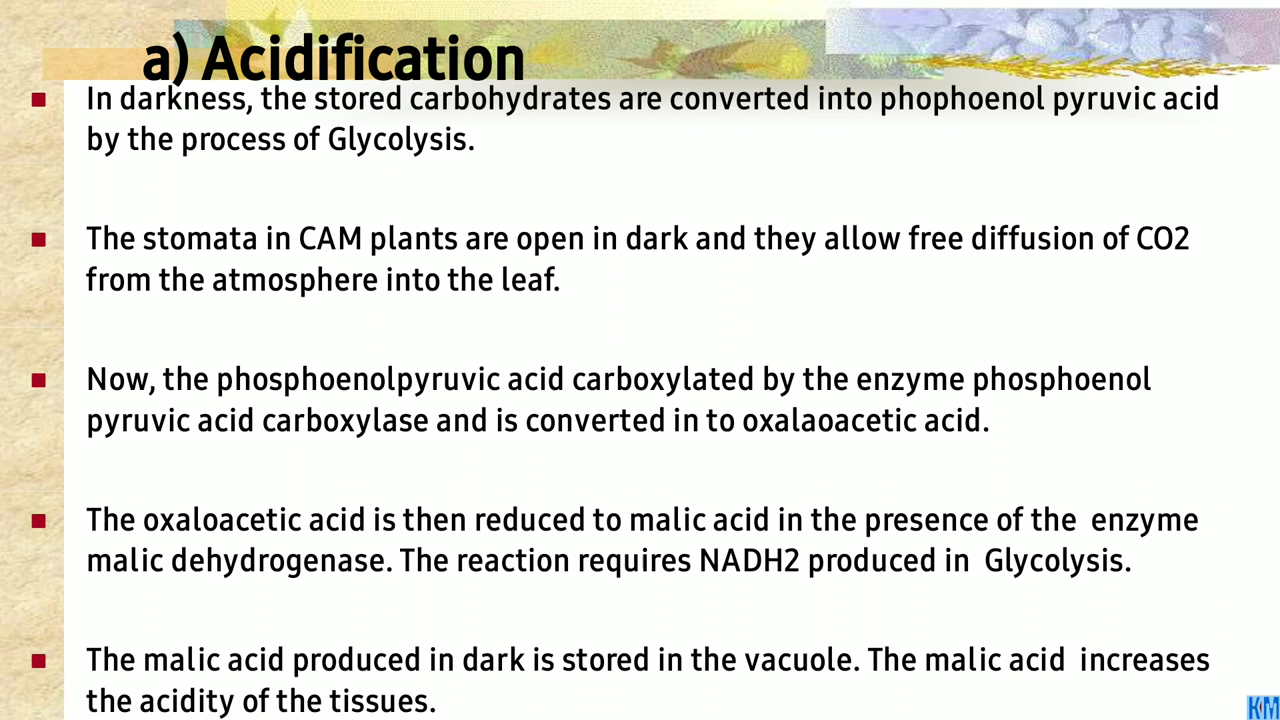 a) Acidification
In darkness, the stored carbohydrates are converted into phophoenol pyruvic acid
by the process of Glycolysis.
The stomata in CAM plants are open in dark and they allow free diffusion of CO2
from the atmosphere into the leaf.
Now, the phosphoenolpyruvic acid carboxylated by the enzyme phosphoenol
pyruvic acid carboxylase and is converted in to oxalaoacetic acid.
The oxaloacetic acid is then reduced to malic acid in the presence of the enzyme
malic dehydrogenase. The reaction requires NADH2 produced in Glycolysis.
The malic acid produced in dark is stored in the vacuole. The malic acid increases
the acidity of the tissues.
KM